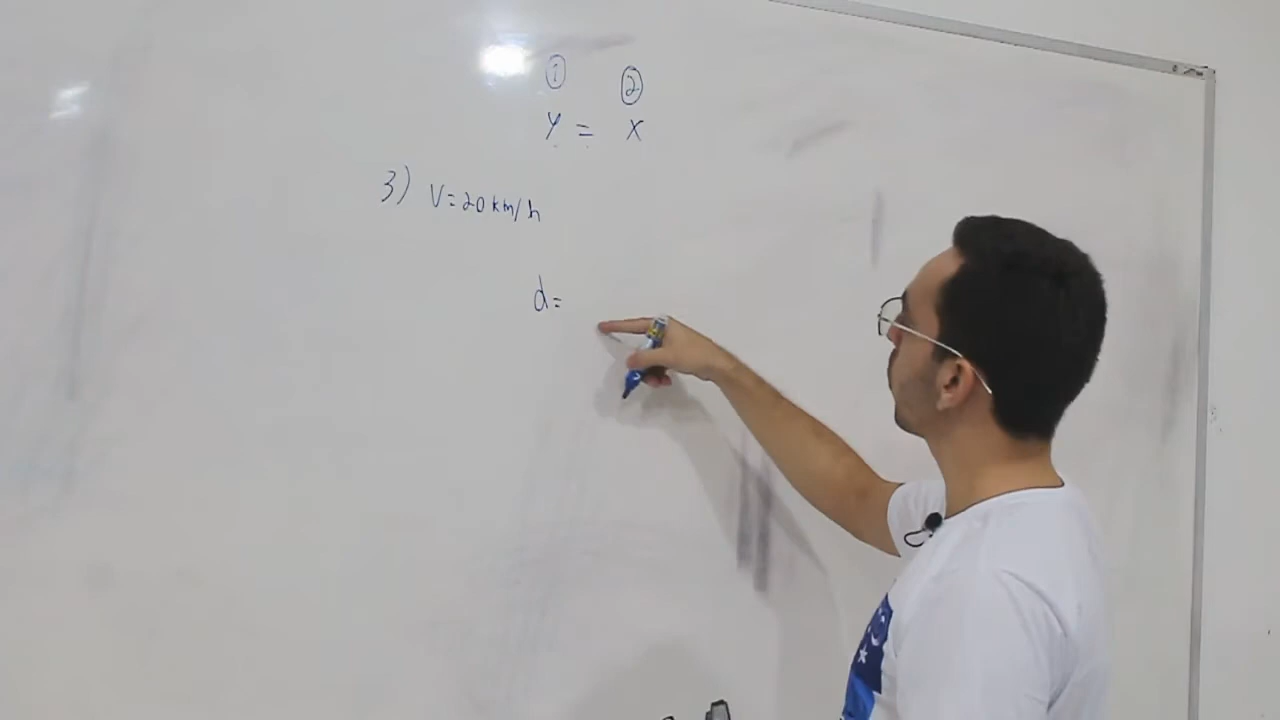 ① ②
Y = X
3) V=20 km/h
d=